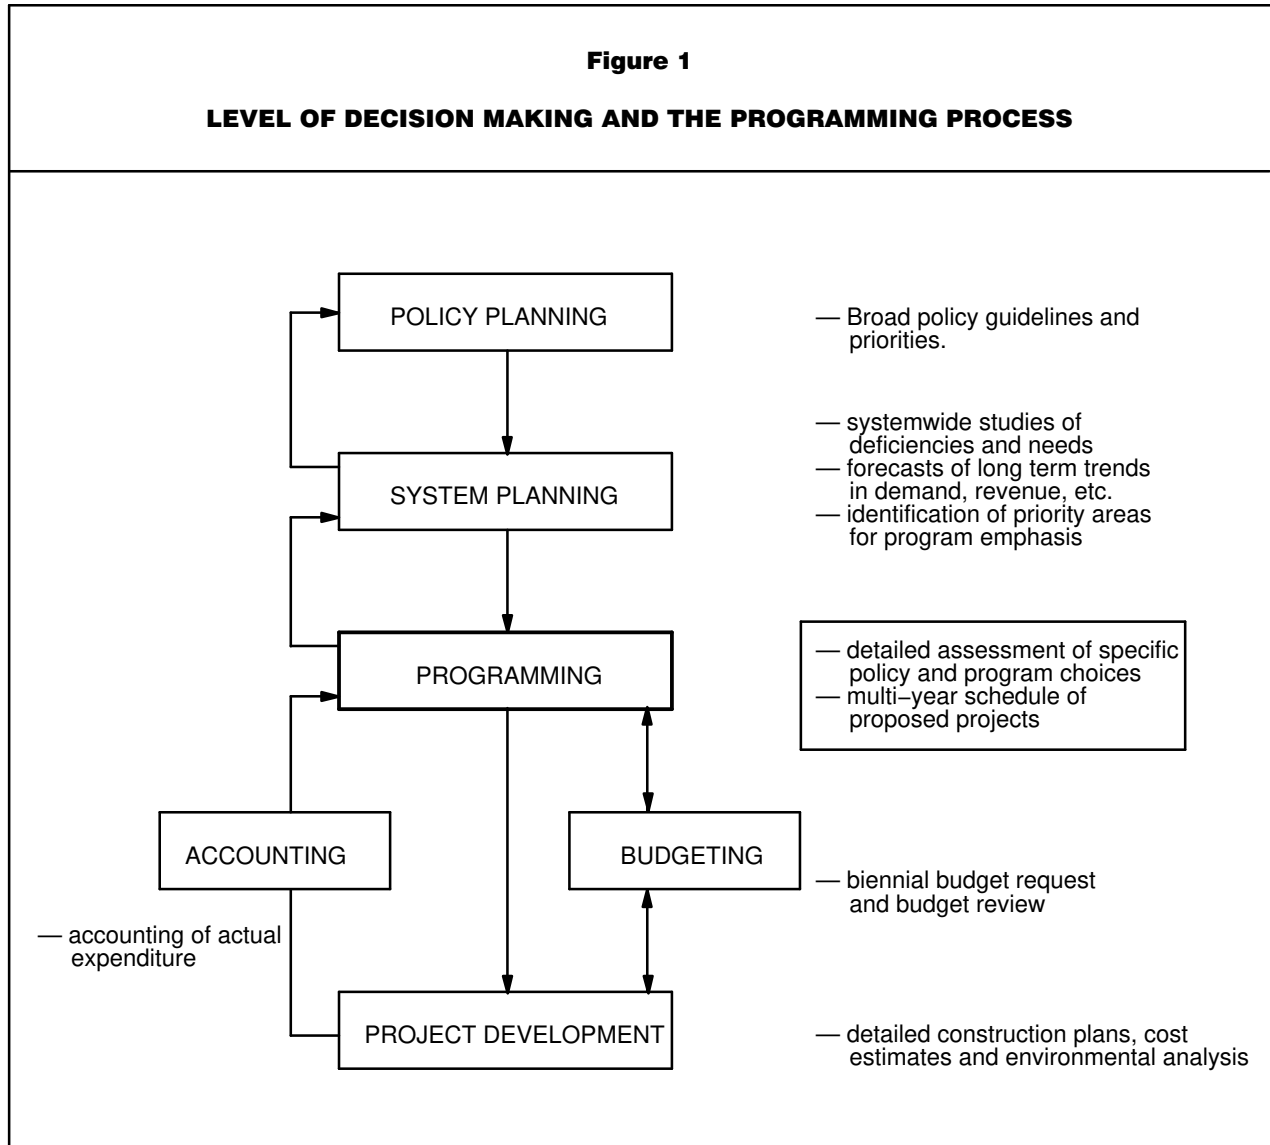 Figure 1
LEVEL OF DECISION MAKING AND THE PROGRAMMING PROCESS
POLICY PLANNING
— Broad policy guidelines and
priorities.
SYSTEM PLANNING
— systemwide studies of
deficiencies and needs
— forecasts of long term trends
in demand, revenue, etc.
— identification of priority areas
for program emphasis
PROGRAMMING
— detailed assessment of specific
policy and program choices
— multi–year schedule of
proposed projects
ACCOUNTING
— accounting of actual
expenditure
BUDGETING
— biennial budget request
and budget review
PROJECT DEVELOPMENT
— detailed construction plans, cost
estimates and environmental analysis